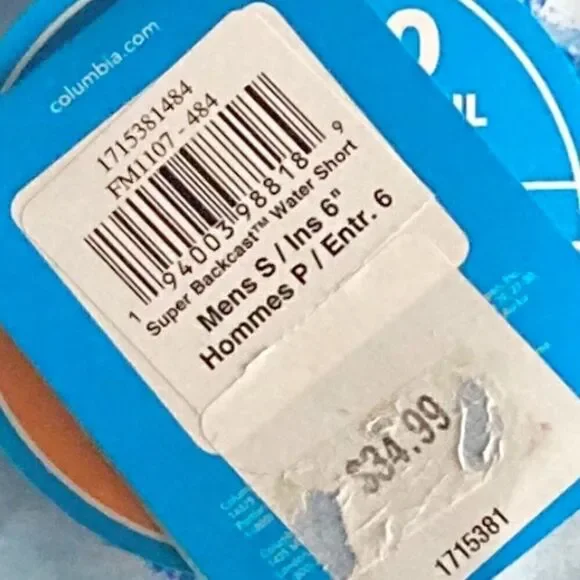 columbia.com
1715381484
FM1107 - 484
1 94003 98818 9
Super Backcast™ Water Short
Mens S / Ins 6"
Hommes P / Entr. 6
$34.99
1715381